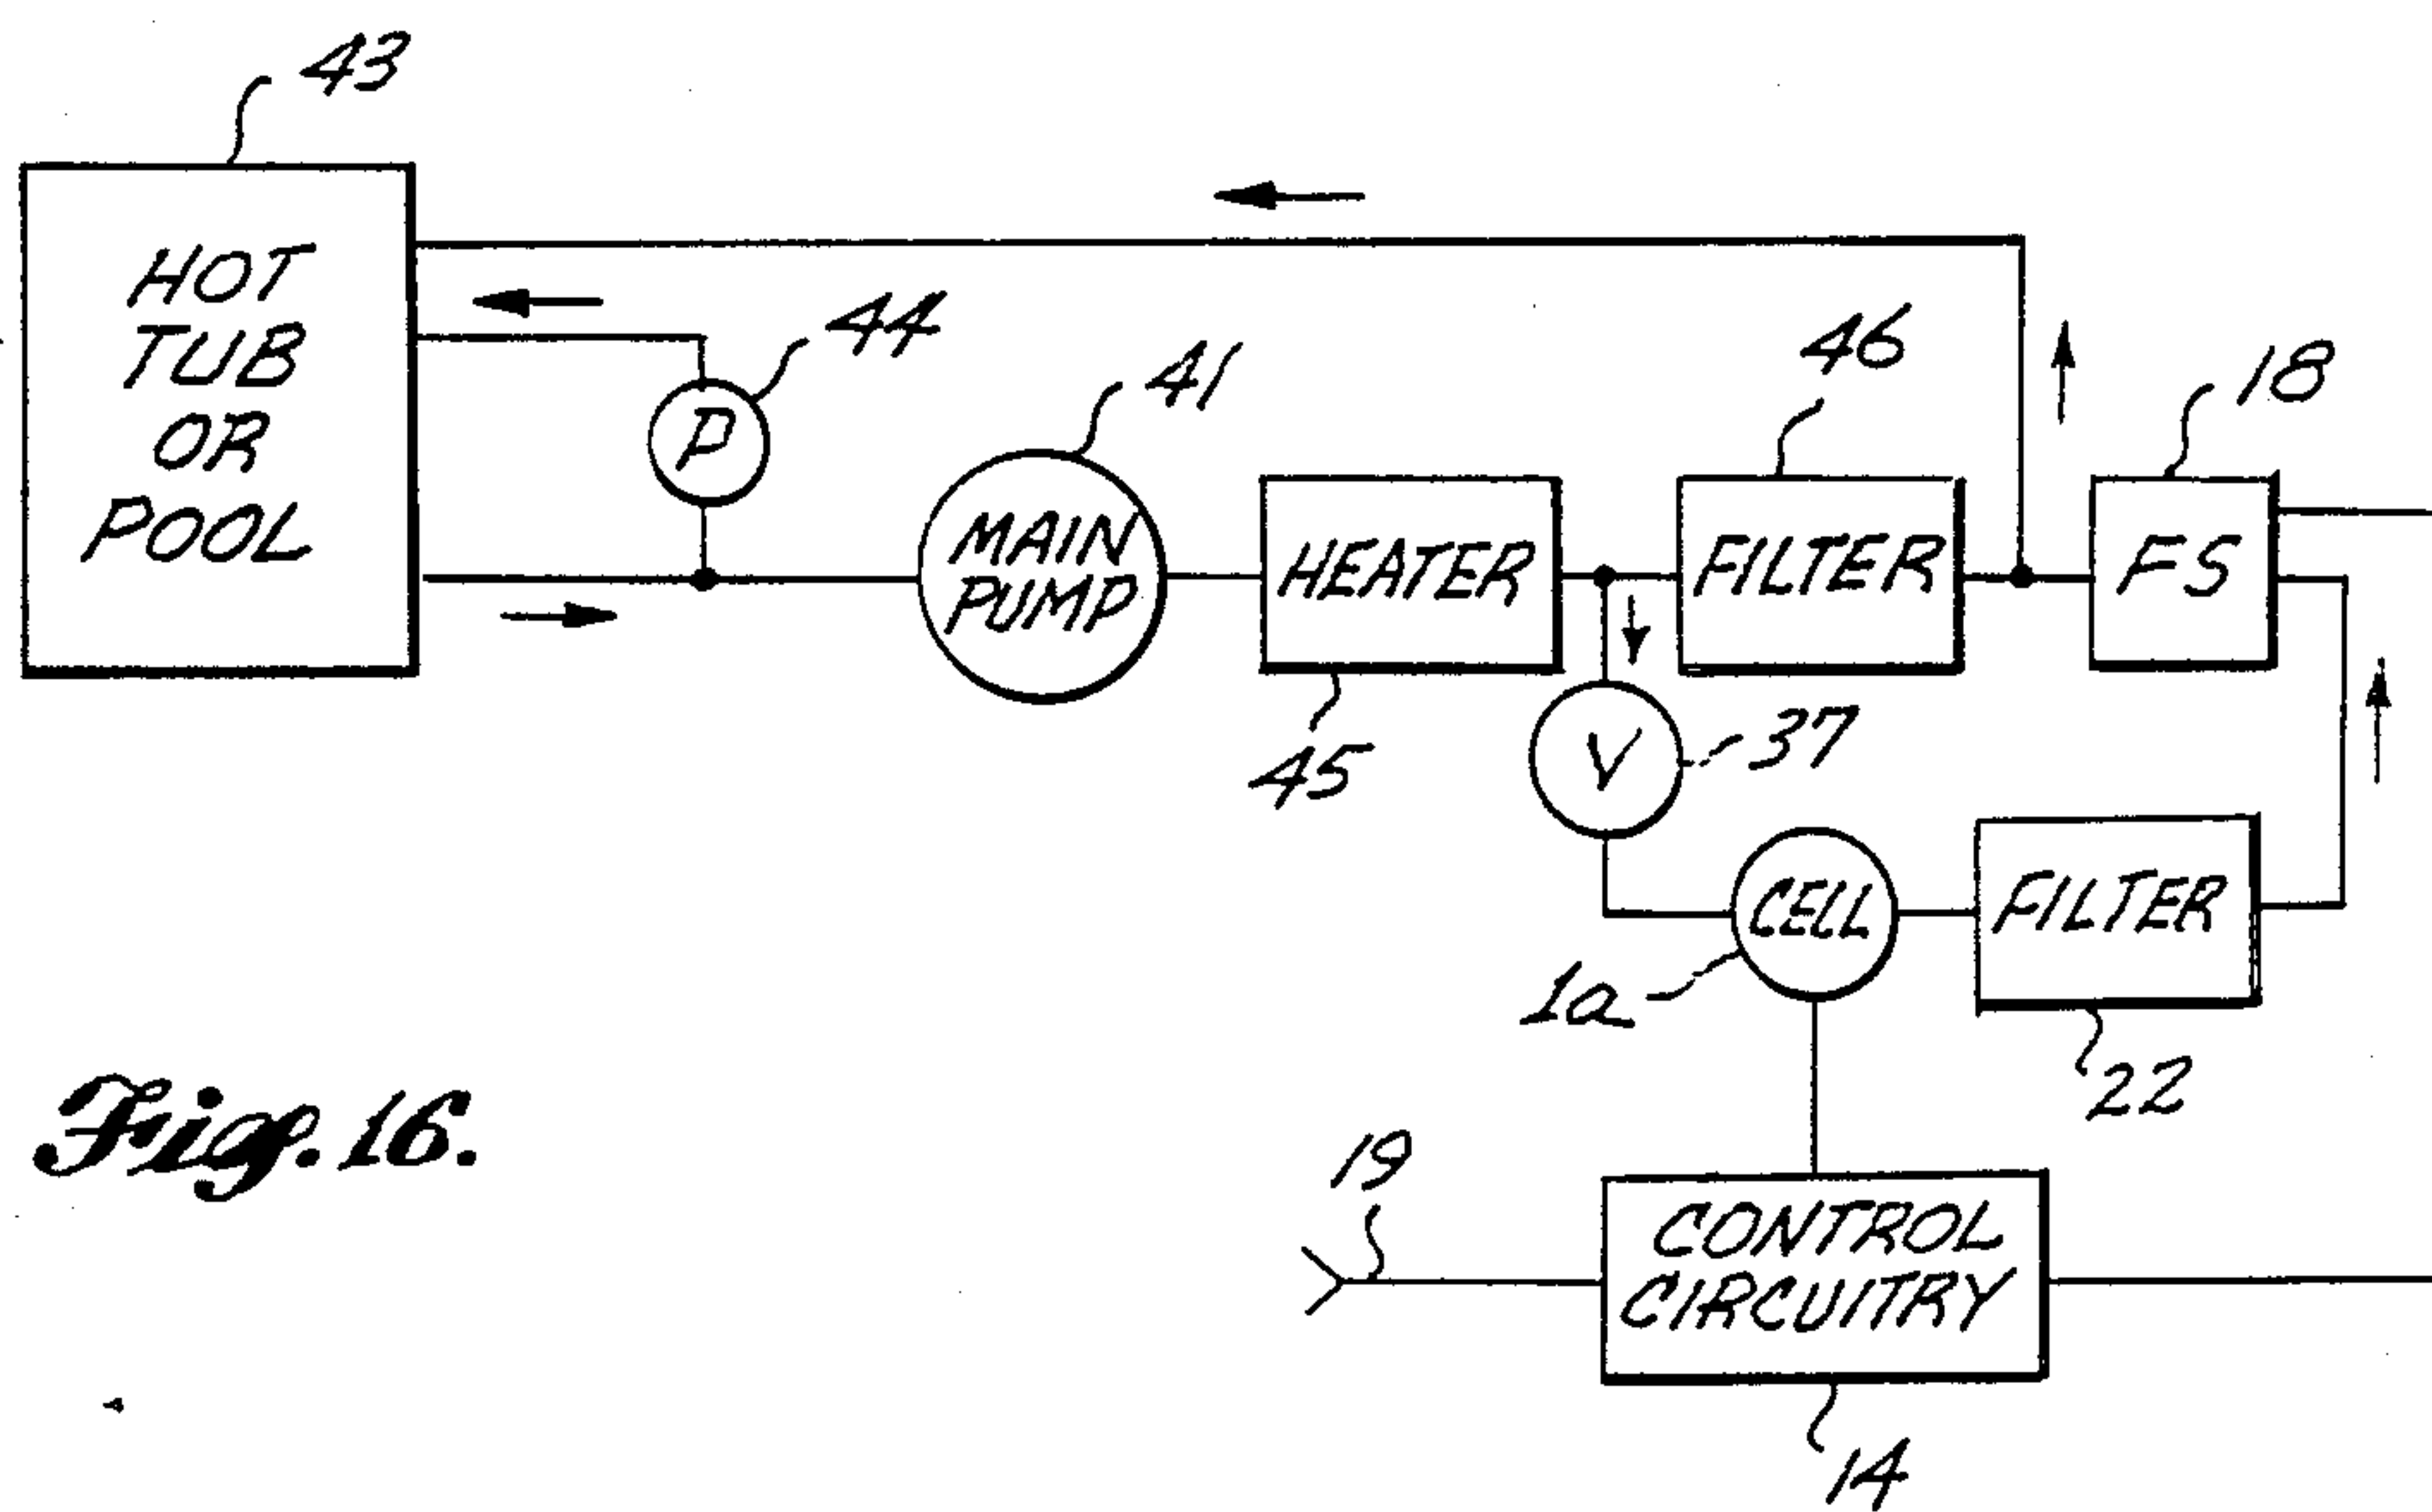 43
HOT
TUB
OR
POOL
44
P
41
MAIN
PUMP
HEATER
45
46
FILTER
18
FS
V
37
CELL
1a
FILTER
22
19
CONTROL
CIRCUITRY
14
Fig. 16.